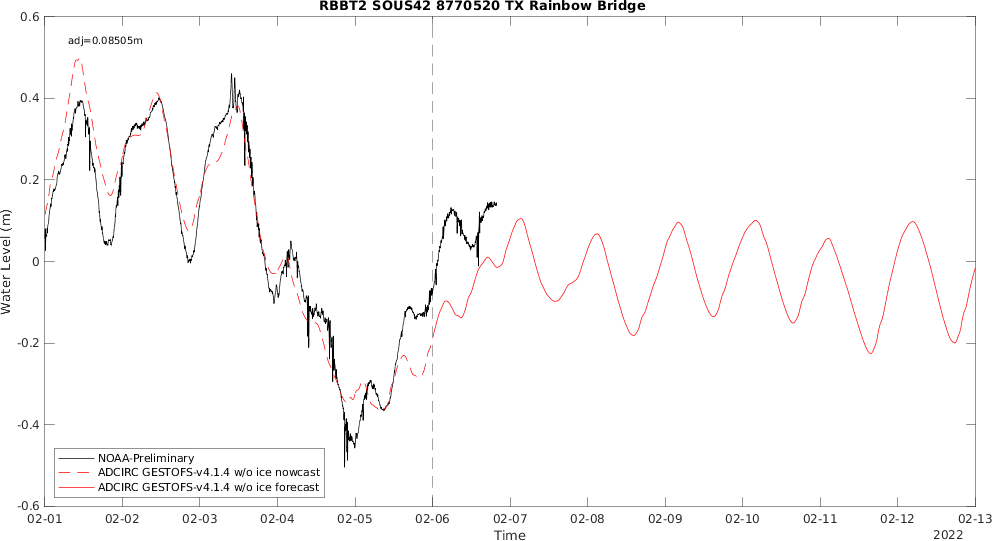 RBBT2 SOUS42 8770520 TX Rainbow Bridge
adj=0.08505m
Water Level (m)
0.6
0.4
0.2
0
-0.2
-0.4
-0.6
NOAA-Preliminary
ADCIRC GESTOFS-v4.1.4 w/o ice nowcast
ADCIRC GESTOFS-v4.1.4 w/o ice forecast
02-01 02-02 02-03 02-04 02-05 02-06 02-07 02-08 02-09 02-10 02-11 02-12 02-13
Time
2022